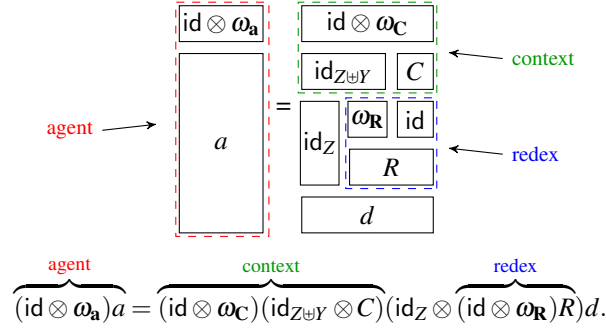 id ⊗ ω_a id ⊗ ω_C
id_{Z⊎Y} C context
agent a = id_Z ω_R id
R redex
d
agent context redex
(id ⊗ ω_a)a = (id ⊗ ω_C)(id_{Z⊎Y} ⊗ C)(id_Z ⊗ (id ⊗ ω_R)R)d.